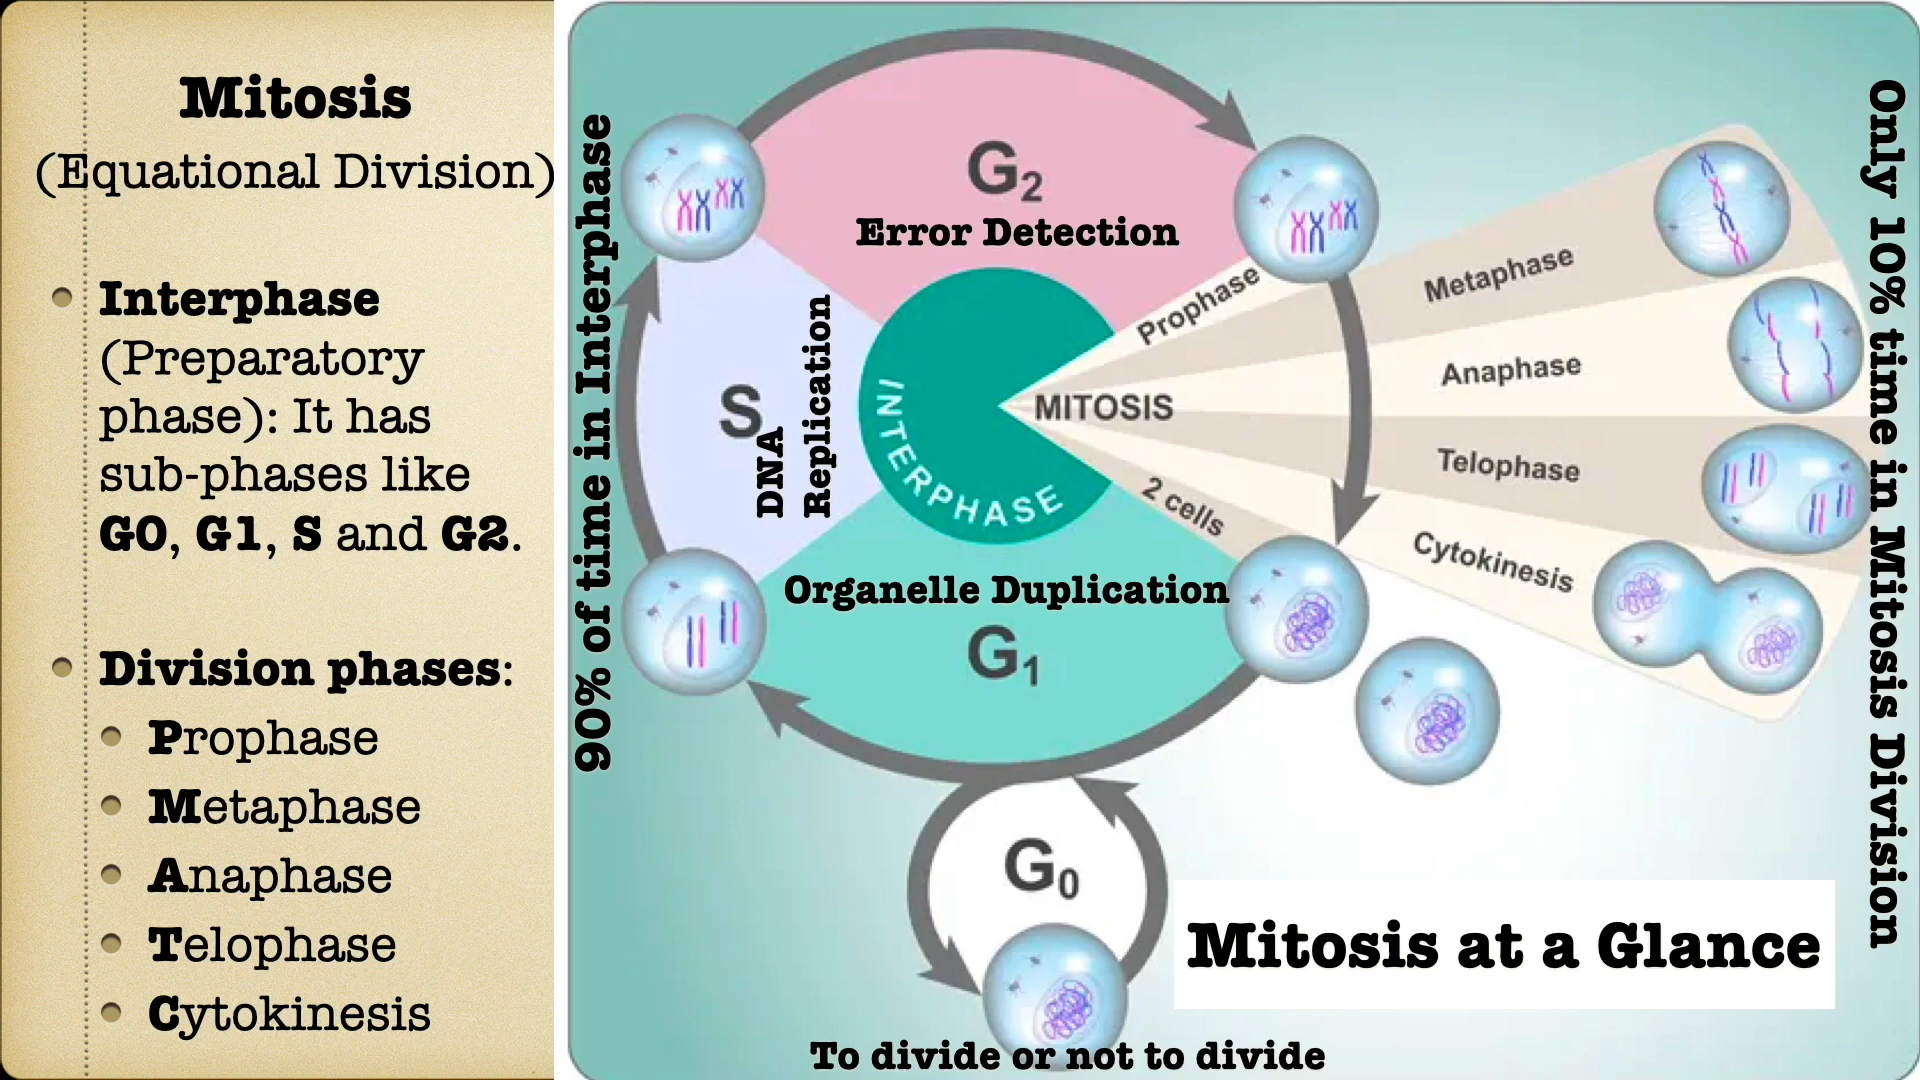 Mitosis
(Equational Division)
Interphase
(Preparatory
phase): It has
sub-phases like
G0, G1, S and G2.
Division phases:
Prophase
Metaphase
Anaphase
Telophase
Cytokinesis
90% of time in Interphase
G2
Error Detection
S
DNA
Replication
INTERPHASE
Organelle Duplication
G1
MITOSIS
Prophase
Metaphase
Anaphase
Telophase
Cytokinesis
2 cells
G0
To divide or not to divide
Mitosis at a Glance
Only 10% time in Mitosis Division